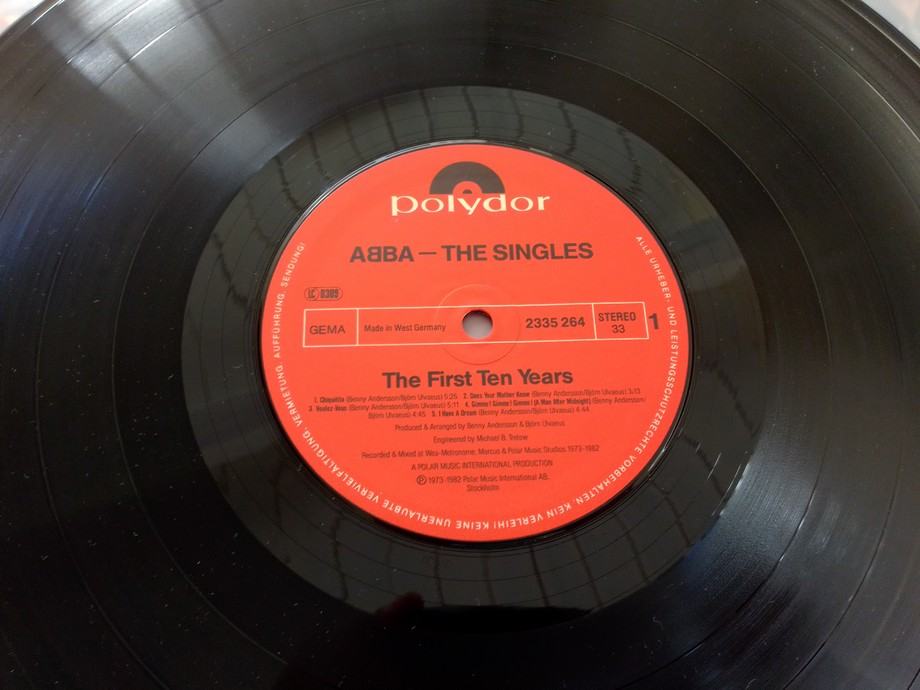 polydor
ABBA — THE SINGLES
LC 0309
GEMA Made in West Germany 2335 264 STEREO 33 1
The First Ten Years
1. Chiquitita (Benny Andersson/Björn Ulvaeus) 5:25 2. Does Your Mother Know (Benny Andersson/Björn Ulvaeus) 3:13
3. Voulez-Vous (Benny Andersson/Björn Ulvaeus) 5:11 4. Gimme! Gimme! Gimme! (A Man After Midnight) (Benny Andersson/
Björn Ulvaeus) 4:45 5. I Have A Dream (Benny Andersson/Björn Ulvaeus) 4:44
Produced & Arranged by Benny Andersson & Björn Ulvaeus
Engineered by Michael B. Tretow
Recorded & Mixed at Wea-Metronome, Marcus & Polar Music Studios 1973-1982
A POLAR MUSIC INTERNATIONAL PRODUCTION
Ⓟ 1973-1982 Polar Music International AB,
Stockholm
ALLE URHEBER- UND LEISTUNGSSCHUTZRECHTE VORBEHALTEN. KEIN VERLEIH! KEINE UNERLAUBTE VERVIELFÄLTIGUNG, VERMIETUNG, AUFFÜHRUNG, SENDUNG!